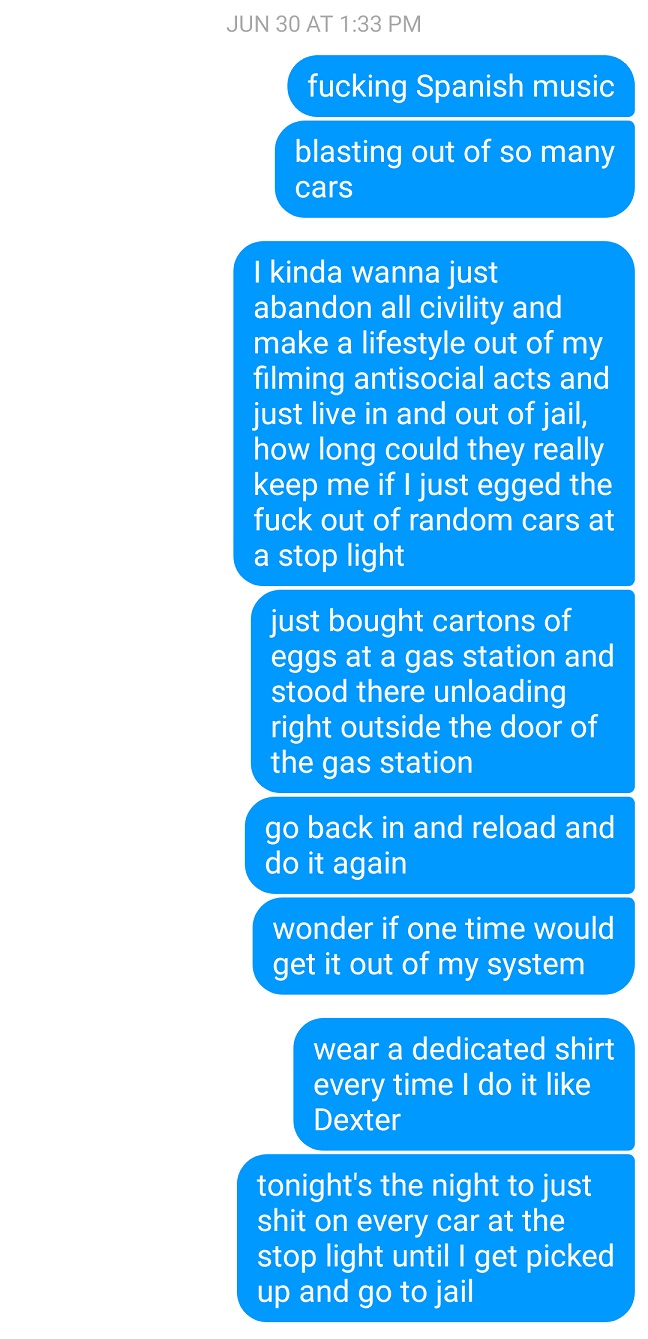 JUN 30 AT 1:33 PM
fucking Spanish music
blasting out of so many
cars
I kinda wanna just
abandon all civility and
make a lifestyle out of my
filming antisocial acts and
just live in and out of jail,
how long could they really
keep me if I just egged the
fuck out of random cars at
a stop light
just bought cartons of
eggs at a gas station and
stood there unloading
right outside the door of
the gas station
go back in and reload and
do it again
wonder if one time would
get it out of my system
wear a dedicated shirt
every time I do it like
Dexter
tonight's the night to just
shit on every car at the
stop light until I get picked
up and go to jail